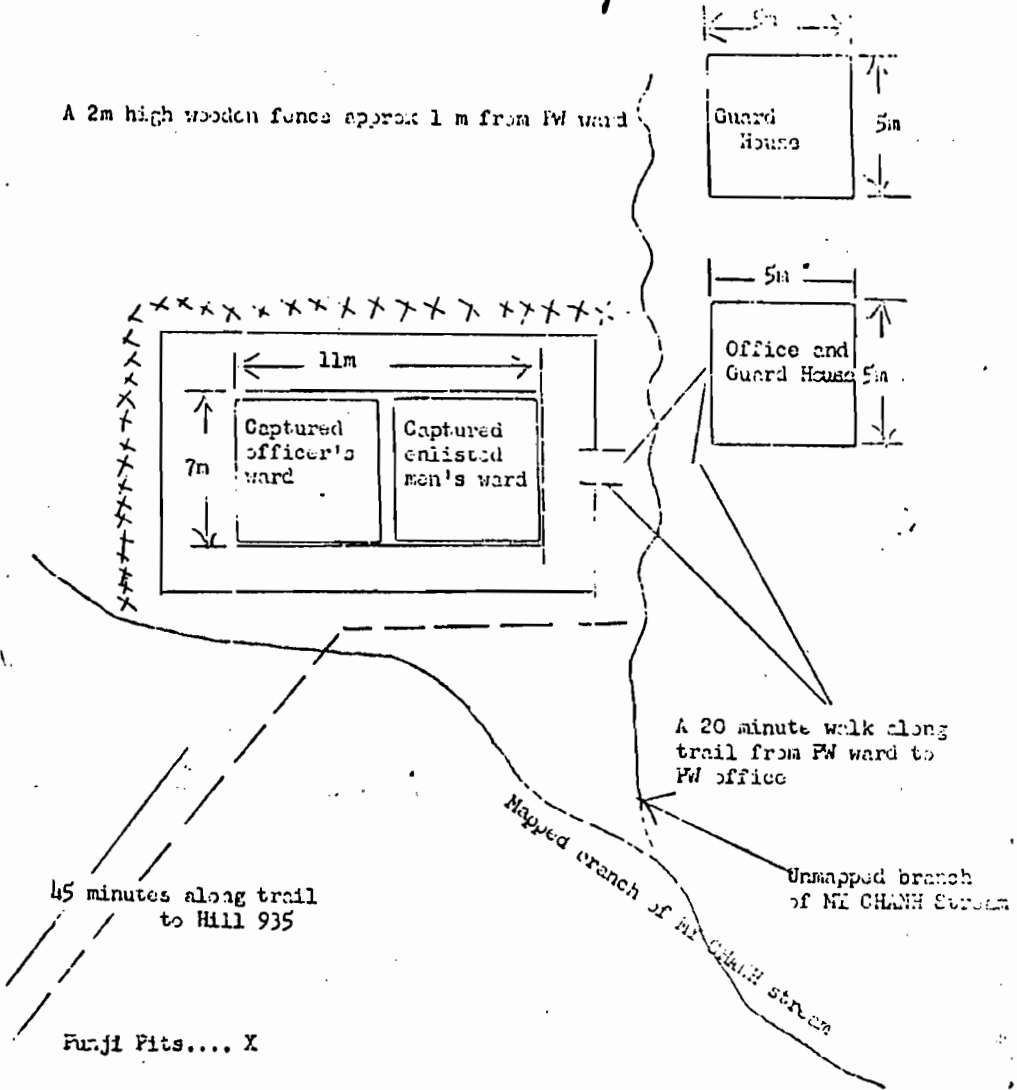 A 2m high wooden fence approx 1 m from PW ward
Guard
House
5m
5m
Office and
Guard House
5m
11m
7m
Captured
officer's
ward
Captured
enlisted
men's ward
A 20 minute walk along
trail from PW ward to
PW office
Unmapped branch
of MY CHANH Stream
Mapped branch of MY CHANH stream
45 minutes along trail
to Hill 935
Punji Pits.... X